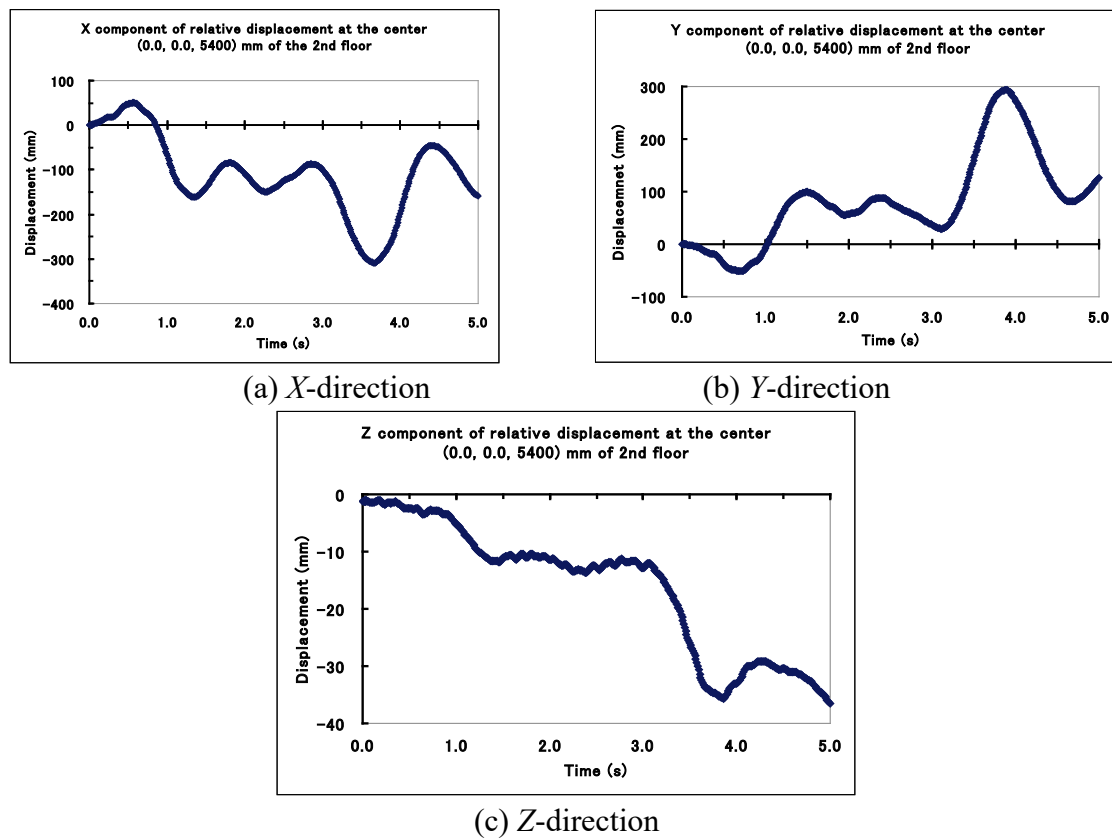 X component of relative displacement at the center
(0.0, 0.0, 5400) mm of the 2nd floor
Displacement (mm)
100
0
−100
−200
−300
−400
0.0 1.0 2.0 3.0 4.0 5.0
Time (s)
(a) X-direction
Y component of relative displacement at the center
(0.0, 0.0, 5400) mm of 2nd floor
Displacemnet (mm)
300
200
100
0
−100
0.0 1.0 2.0 3.0 4.0 5.0
Time (s)
(b) Y-direction
Z component of relative displacement at the center
(0.0, 0.0, 5400) mm of 2nd floor
Displacement (mm)
0
−10
−20
−30
−40
0.0 1.0 2.0 3.0 4.0 5.0
Time (s)
(c) Z-direction